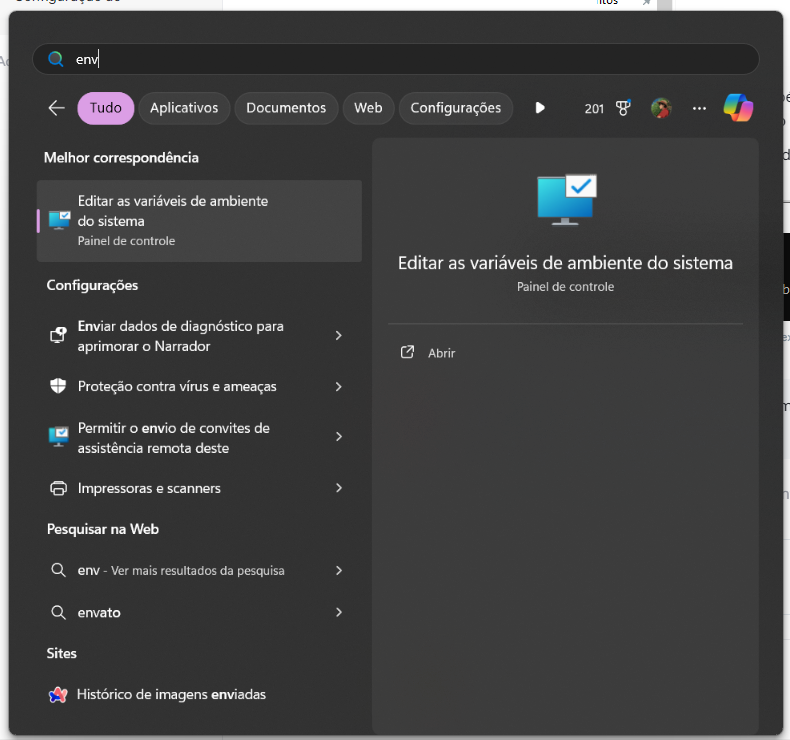 Configuração do
env
Tudo
Aplicativos
Documentos
Web
Configurações
201
Melhor correspondência
Editar as variáveis de ambiente
do sistema
Painel de controle
Configurações
Enviar dados de diagnóstico para
aprimorar o Narrador
Proteção contra vírus e ameaças
Permitir o envio de convites de
assistência remota deste
Impressoras e scanners
Pesquisar na Web
env - Ver mais resultados da pesquisa
envato
Sites
Histórico de imagens enviadas
Editar as variáveis de ambiente do sistema
Painel de controle
Abrir